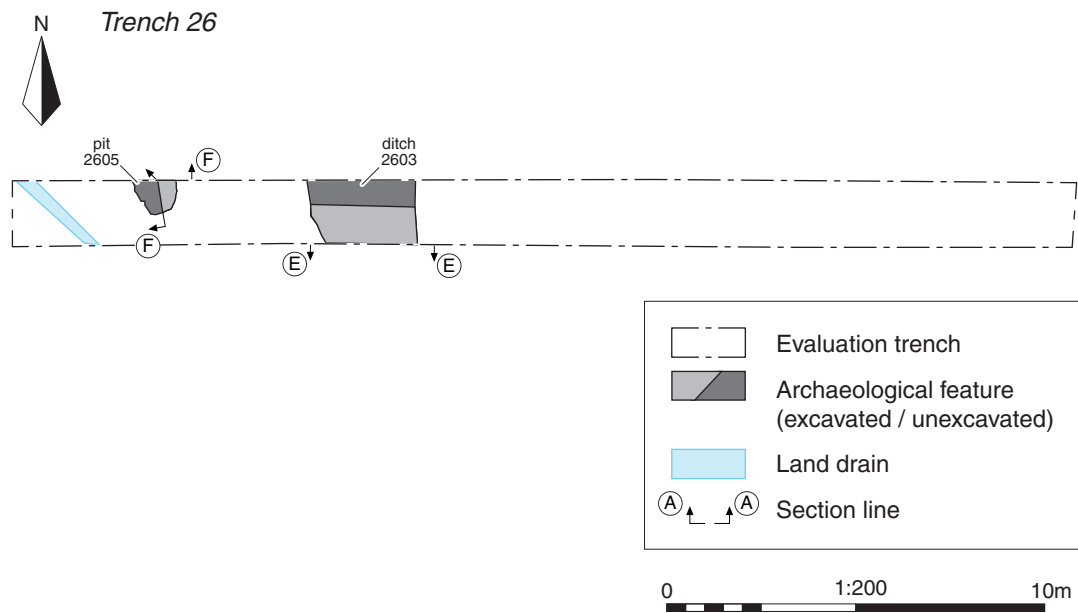 N
Trench 26
pit
2605
F
ditch
2603
F
E
E
Evaluation trench
Archaeological feature
(excavated / unexcavated)
Land drain
A A
Section line
0 1:200 10m